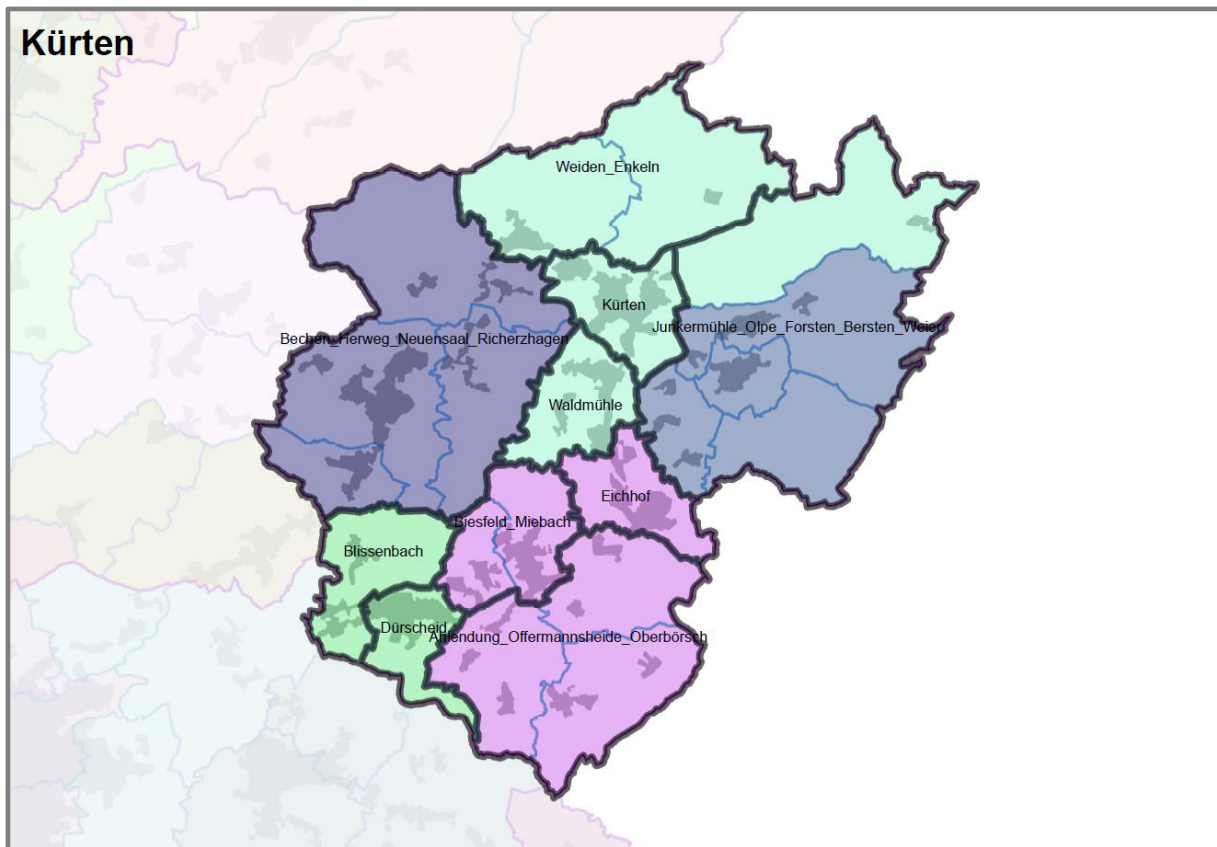 Kürten
Weiden_Enkeln
Kürten
Junkermühle_Olpe_Forsten_Bersten_Weier
Bechen_Herweg_Neuensaal_Richerzhagen
Waldmühle
Eichhof
Biesfeld_Miebach
Blissenbach
Dürscheid
Ahlendung_Offermannsheide_Oberbörsch